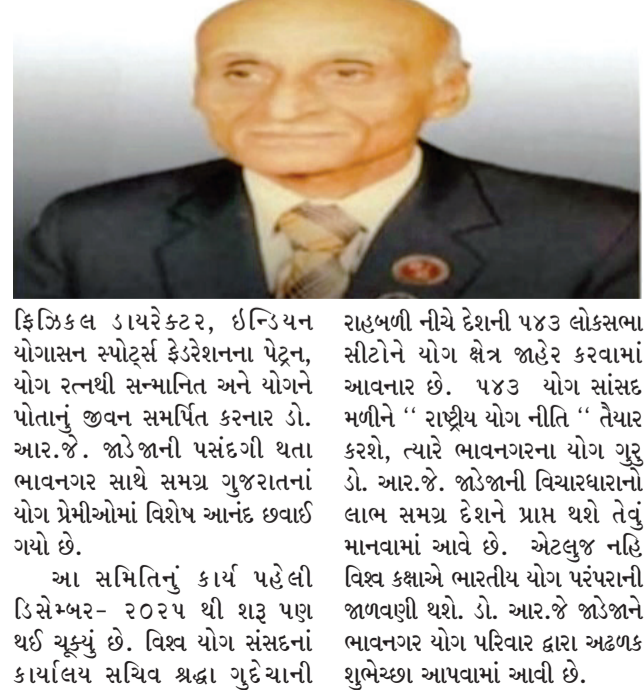 ફિઝિકલ ડાયરેક્ટર, ઇન્ડિયન
યોગાસન સ્પોર્ટ્સ ફેડરેશનના પેટ્રન,
યોગ રત્નથી સન્માનિત અને યોગને
પોતાનું જીવન સમર્પિત કરનાર ડો.
આર.જે. જાડેજાની પસંદગી થતા
ભાવનગર સાથે સમગ્ર ગુજરાતનાં
યોગ પ્રેમીઓમાં વિશેષ આનંદ છવાઈ
ગયો છે.
આ સમિતિનું કાર્ય પહેલી
ડિસેમ્બર- ૨૦૨૫ થી શરૂ પણ
થઈ ચૂક્યું છે. વિશ્વ યોગ સંસદનાં
કાર્યાલય સચિવ શ્રદ્ધા ગુદેચાની
રાહબળી નીચે દેશની ૫૪૩ લોકસભા
સીટોને યોગ ક્ષેત્ર જાહેર કરવામાં
આવનાર છે. ૫૪૩ યોગ સાંસદ
મળીને ‘‘ રાષ્ટ્રીય યોગ નીતિ ‘‘ તૈયાર
કરશે, ત્યારે ભાવનગરના યોગ ગુરુ
ડો. આર.જે. જાડેજાની વિચારધારાનો
લાભ સમગ્ર દેશને પ્રાપ્ત થશે તેવું
માનવામાં આવે છે. એટલુજ નહિ
વિશ્વ કક્ષાએ ભારતીય યોગ પરંપરાની
જાળવણી થશે. ડો. આર.જે જાડેજાને
ભાવનગર યોગ પરિવાર દ્વારા અઢળક
શુભેચ્છા આપવામાં આવી છે.